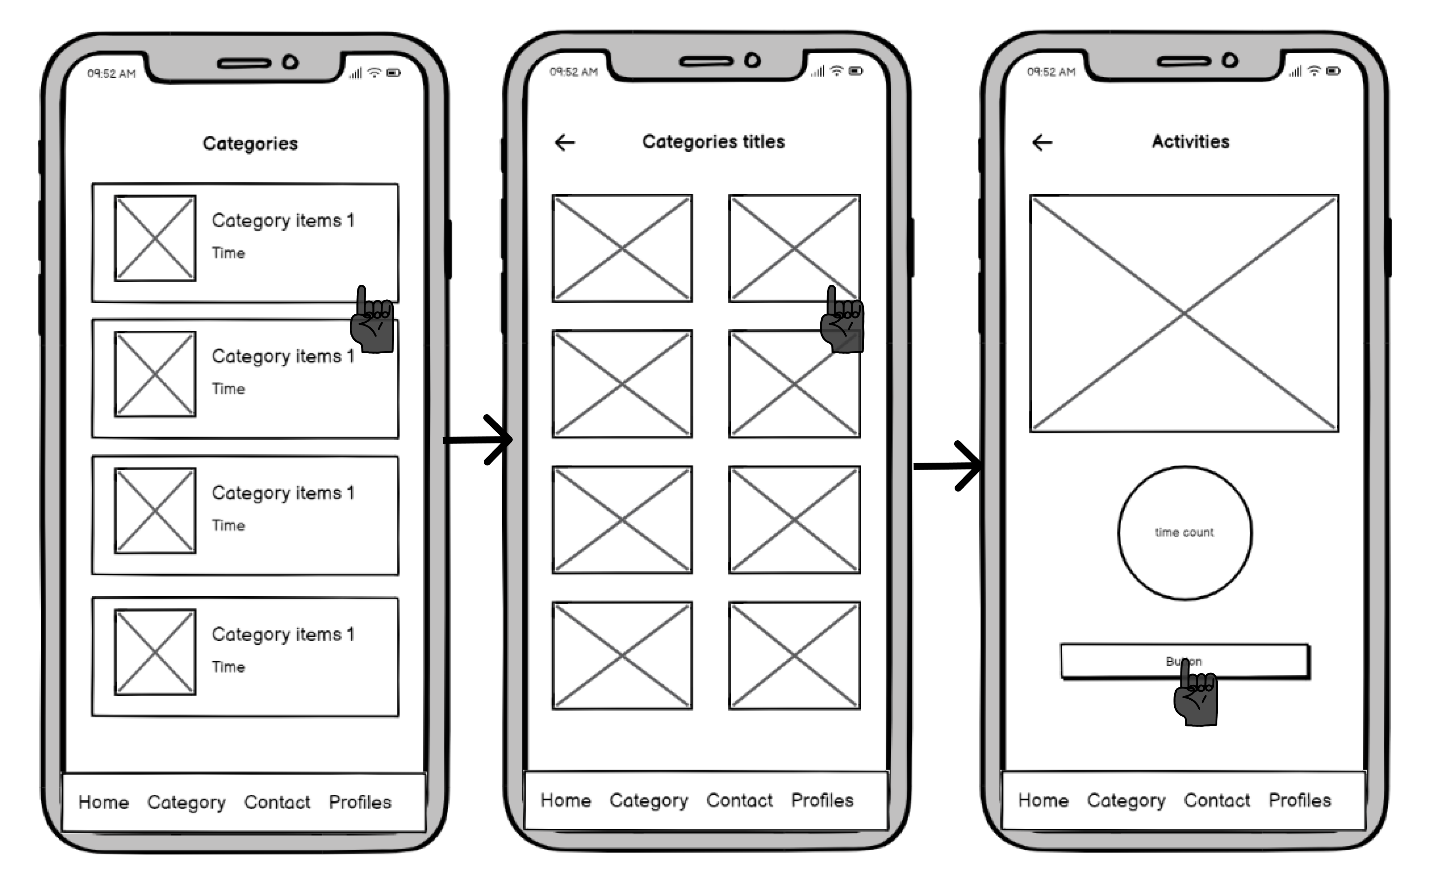 09:52 AM
Categories
Category items 1
Time
Category items 1
Time
Category items 1
Time
Category items 1
Time
Home Category Contact Profiles
09:52 AM
Categories titles
Home Category Contact Profiles
09:52 AM
Activities
time count
Button
Home Category Contact Profiles